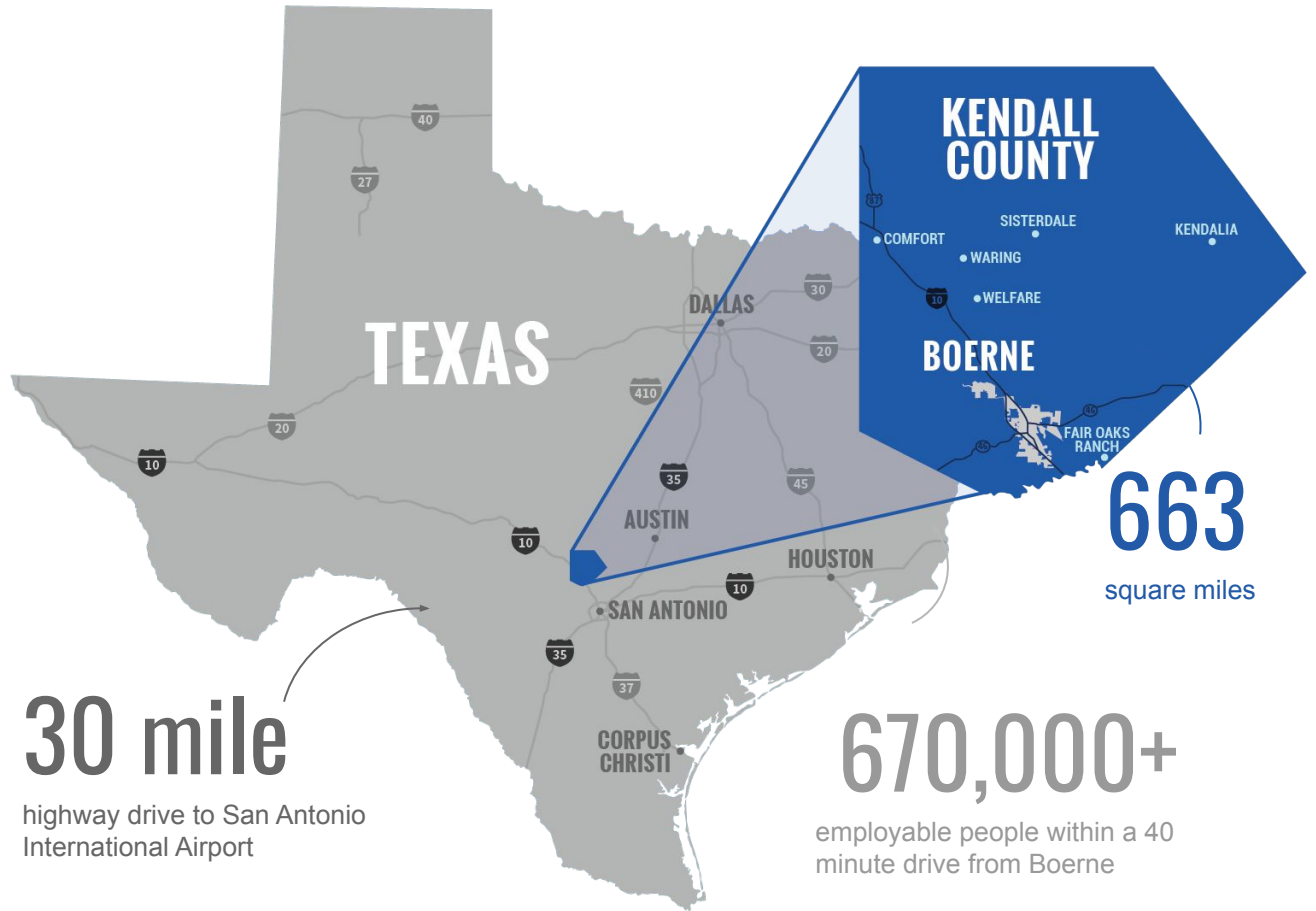 40
27
KENDALL
COUNTY
87
SISTERDALE
KENDALIA
COMFORT
WARING
10
WELFARE
BOERNE
46
46
FAIR OAKS
RANCH
DALLAS
30
TEXAS
20
410
20
10
35
45
AUSTIN
10
HOUSTON
10
SAN ANTONIO
35
37
CORPUS
CHRISTI
663
square miles
30 mile
highway drive to San Antonio
International Airport
670,000+
employable people within a 40
minute drive from Boerne